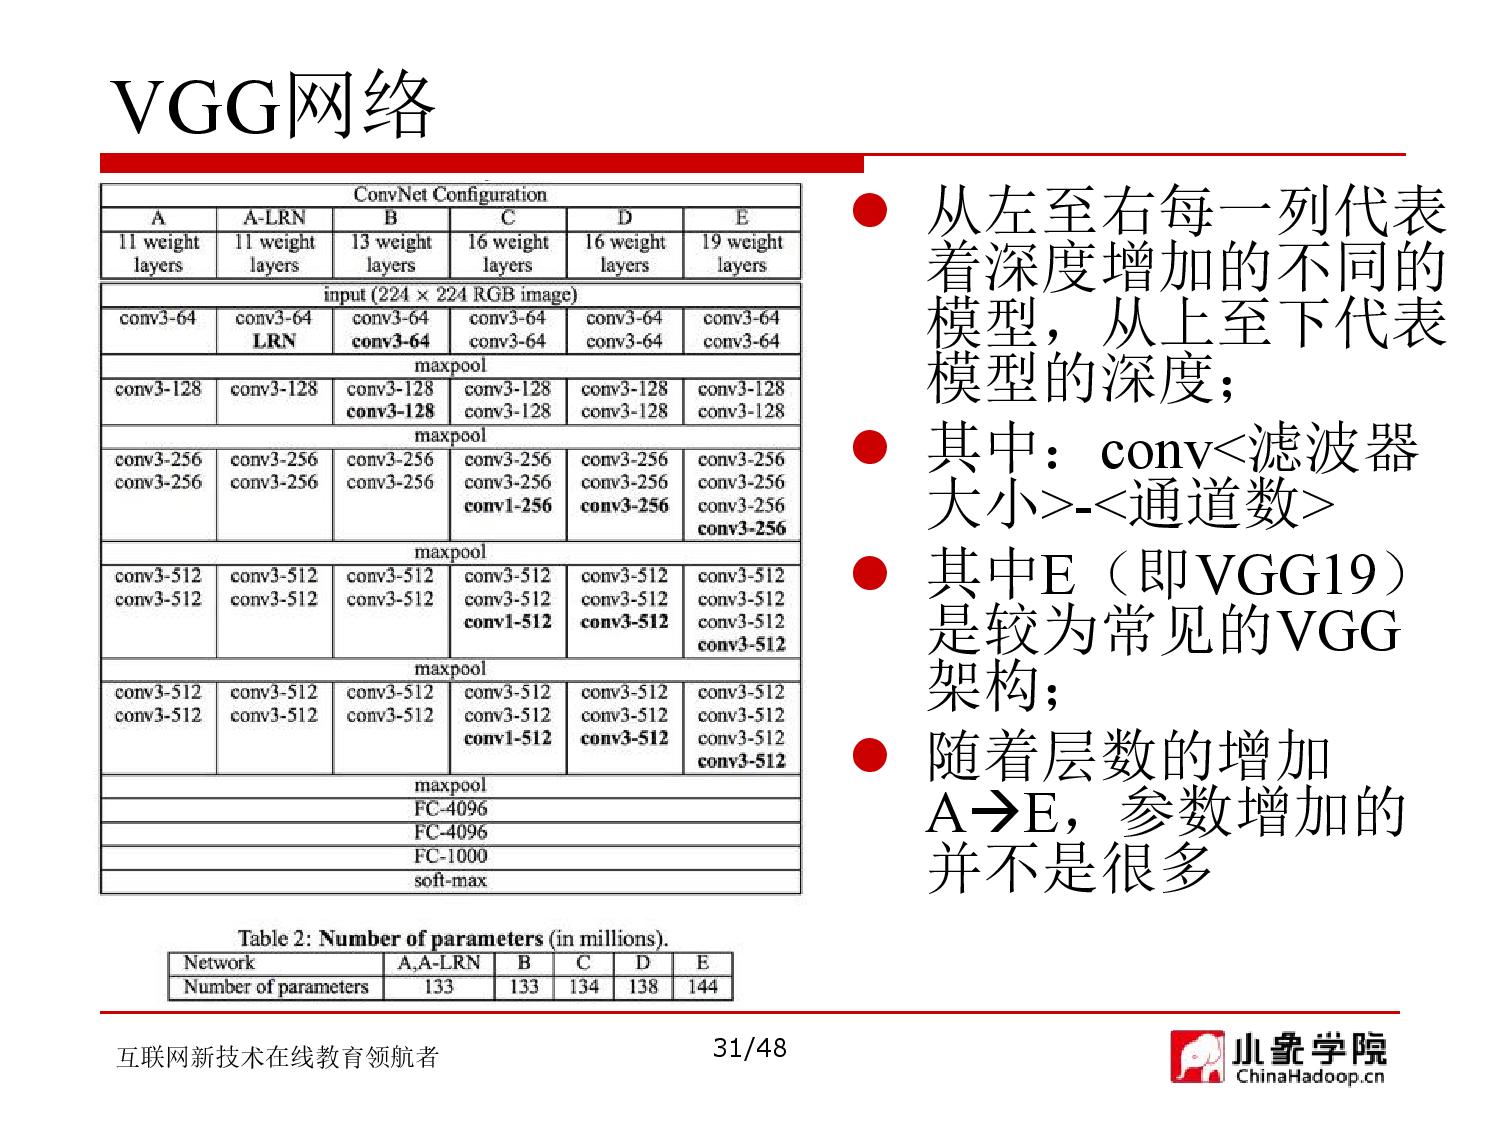 VGG网络
ConvNet Configuration
A A-LRN B C D E
11 weight 11 weight 13 weight 16 weight 16 weight 19 weight
layers layers layers layers layers layers
input (224 × 224 RGB image)
conv3-64 conv3-64 conv3-64 conv3-64 conv3-64 conv3-64
LRN conv3-64 conv3-64 conv3-64 conv3-64
maxpool
conv3-128 conv3-128 conv3-128 conv3-128 conv3-128 conv3-128
conv3-128 conv3-128 conv3-128 conv3-128
maxpool
conv3-256 conv3-256 conv3-256 conv3-256 conv3-256 conv3-256
conv3-256 conv3-256 conv3-256 conv3-256 conv3-256 conv3-256
conv1-256 conv3-256 conv3-256
conv3-256
maxpool
conv3-512 conv3-512 conv3-512 conv3-512 conv3-512 conv3-512
conv3-512 conv3-512 conv3-512 conv3-512 conv3-512 conv3-512
conv1-512 conv3-512 conv3-512
conv3-512
maxpool
conv3-512 conv3-512 conv3-512 conv3-512 conv3-512 conv3-512
conv3-512 conv3-512 conv3-512 conv3-512 conv3-512 conv3-512
conv1-512 conv3-512 conv3-512
conv3-512
maxpool
FC-4096
FC-4096
FC-1000
soft-max
Table 2: Number of parameters (in millions).
Network A,A-LRN B C D E
Number of parameters 133 133 134 138 144
从左至右每一列代表
着深度增加的不同的
模型，从上至下代表
模型的深度；
其中：conv<滤波器
大小>-<通道数>
其中E（即VGG19）
是较为常见的VGG
架构；
随着层数的增加
A→E，参数增加的
并不是很多
互联网新技术在线教育领航者
31/48
小象学院
ChinaHadoop.cn